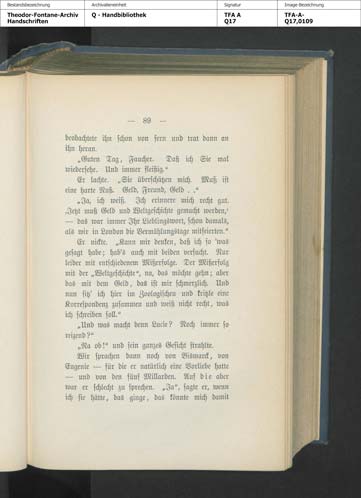 Bestandsbezeichnung
Theodor-Fontane-Archiv
Handschriften
Archivalieneinheit
Q - Handbibliothek
Signatur
TFA A
Q17
Image Bezeichnung
TFA-A-
Q17,0109
— 89 —
beobachtete ihn schon von fern und trat dann an
ihn heran.
„Guten Tag, Faucher. Daß ich Sie mal
wiedersehe. Und immer fleißig.“
Er lachte. „Sie überschätzen mich. Muß ist
eine harte Nuß. Geld, Freund, Geld . .“
„Ja, ich weiß. Ich erinnere mich recht gut.
‚Jetzt muß Geld und Weltgeschichte gemacht werden,‘
— das war immer Ihr Lieblingswort, schon damals,
als wir in London die Vermählungstage mitfeierten.“
Er nickte. „Kann mir denken, daß ich so 'was
gesagt habe; hab's auch mit beiden versucht. Nur
leider mit entschiedenem Mißerfolge. Der Mißerfolg
mit der „Weltgeschichte“, nu, das möchte gehn; aber
das mit dem Geld, das ist mir schmerzlich. Und
nun sitz' ich hier im Zoologischen und kritzle eine
Korrespondenz zusammen und weiß nicht recht, was
ich schreiben soll.“
„Und was macht denn Lucie? Noch immer so
reizend?“
„Na ob!“ und sein ganzes Gesicht strahlte.
Wir sprachen dann noch von Bismarck, von
Eugenie — für die er natürlich eine Vorliebe hatte
— und von den fünf Milliarden. Auf die aber
war er schlecht zu sprechen. „Ja“, sagte er, wenn
ich sie hätte, das ginge, das könnte mich damit